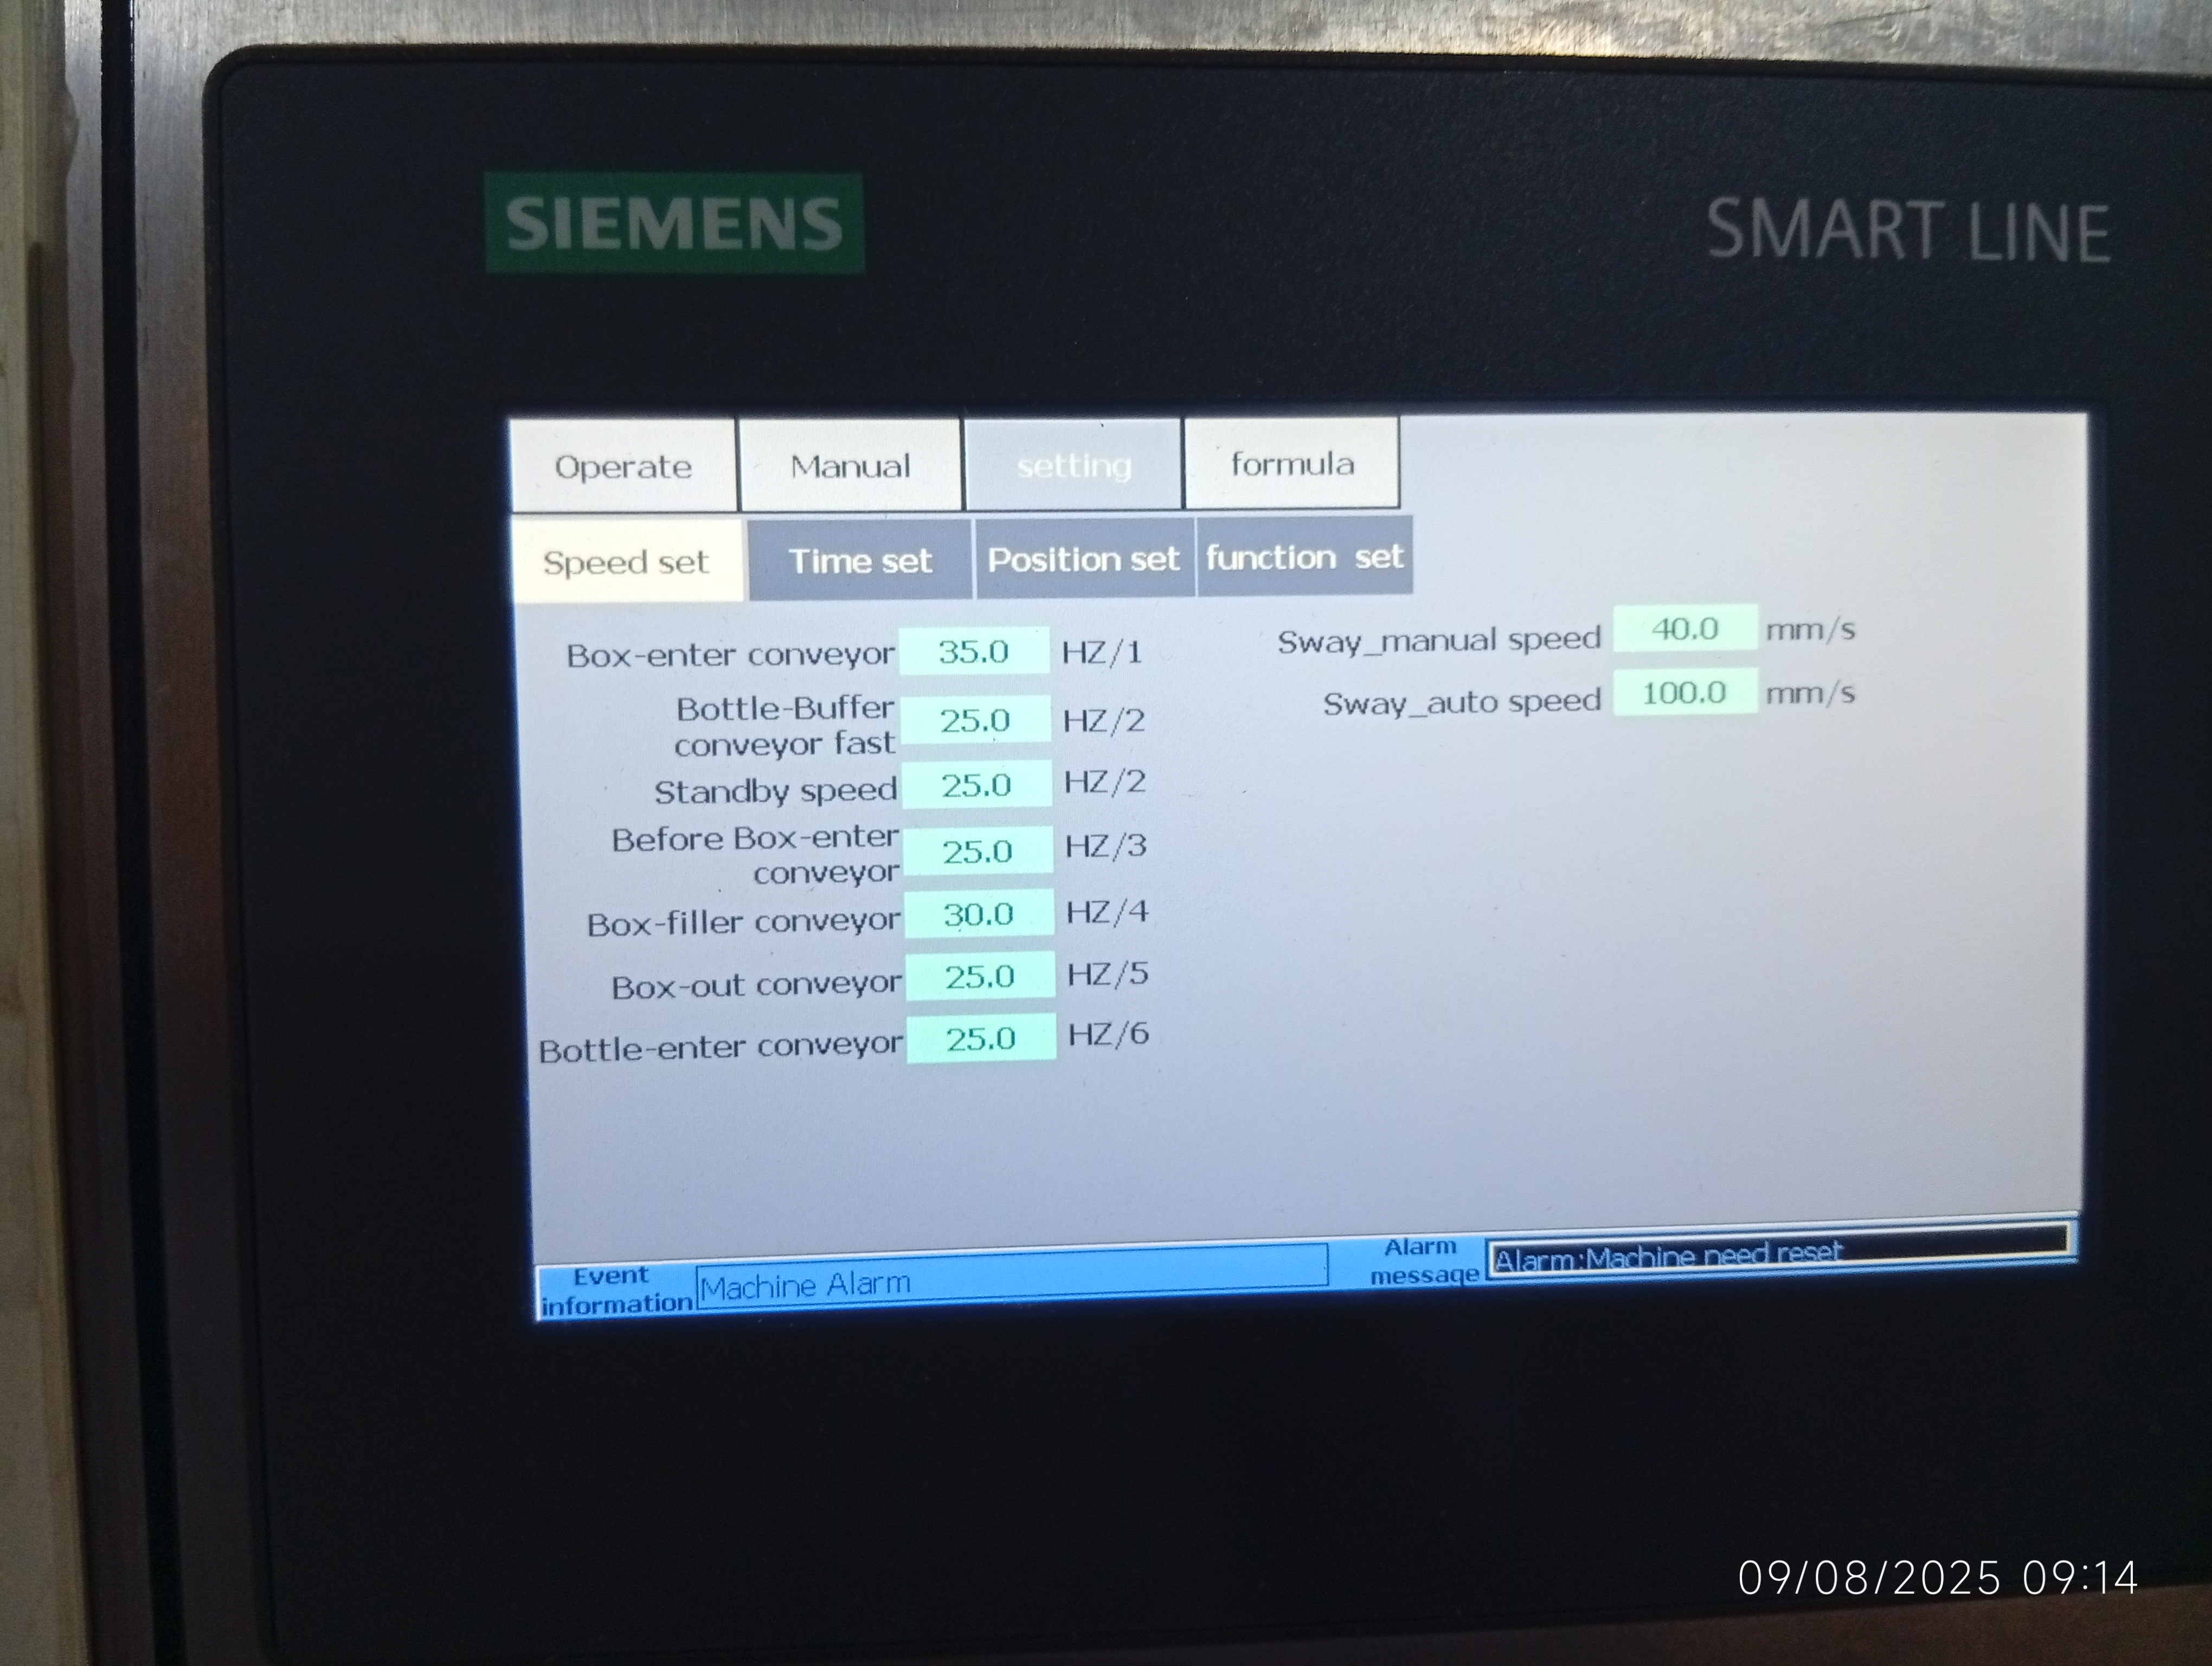 SIEMENS
SMART LINE
Operate Manual setting formula
Speed set Time set Position set function set
Box-enter conveyor 35.0 HZ/1
Bottle-Buffer
conveyor fast 25.0 HZ/2
Standby speed 25.0 HZ/2
Before Box-enter
conveyor 25.0 HZ/3
Box-filler conveyor 30.0 HZ/4
Box-out conveyor 25.0 HZ/5
Bottle-enter conveyor 25.0 HZ/6
Sway_manual speed 40.0 mm/s
Sway_auto speed 100.0 mm/s
Event
information
Machine Alarm
Alarm
message
Alarm:Machine need reset
09/08/2025 09:14